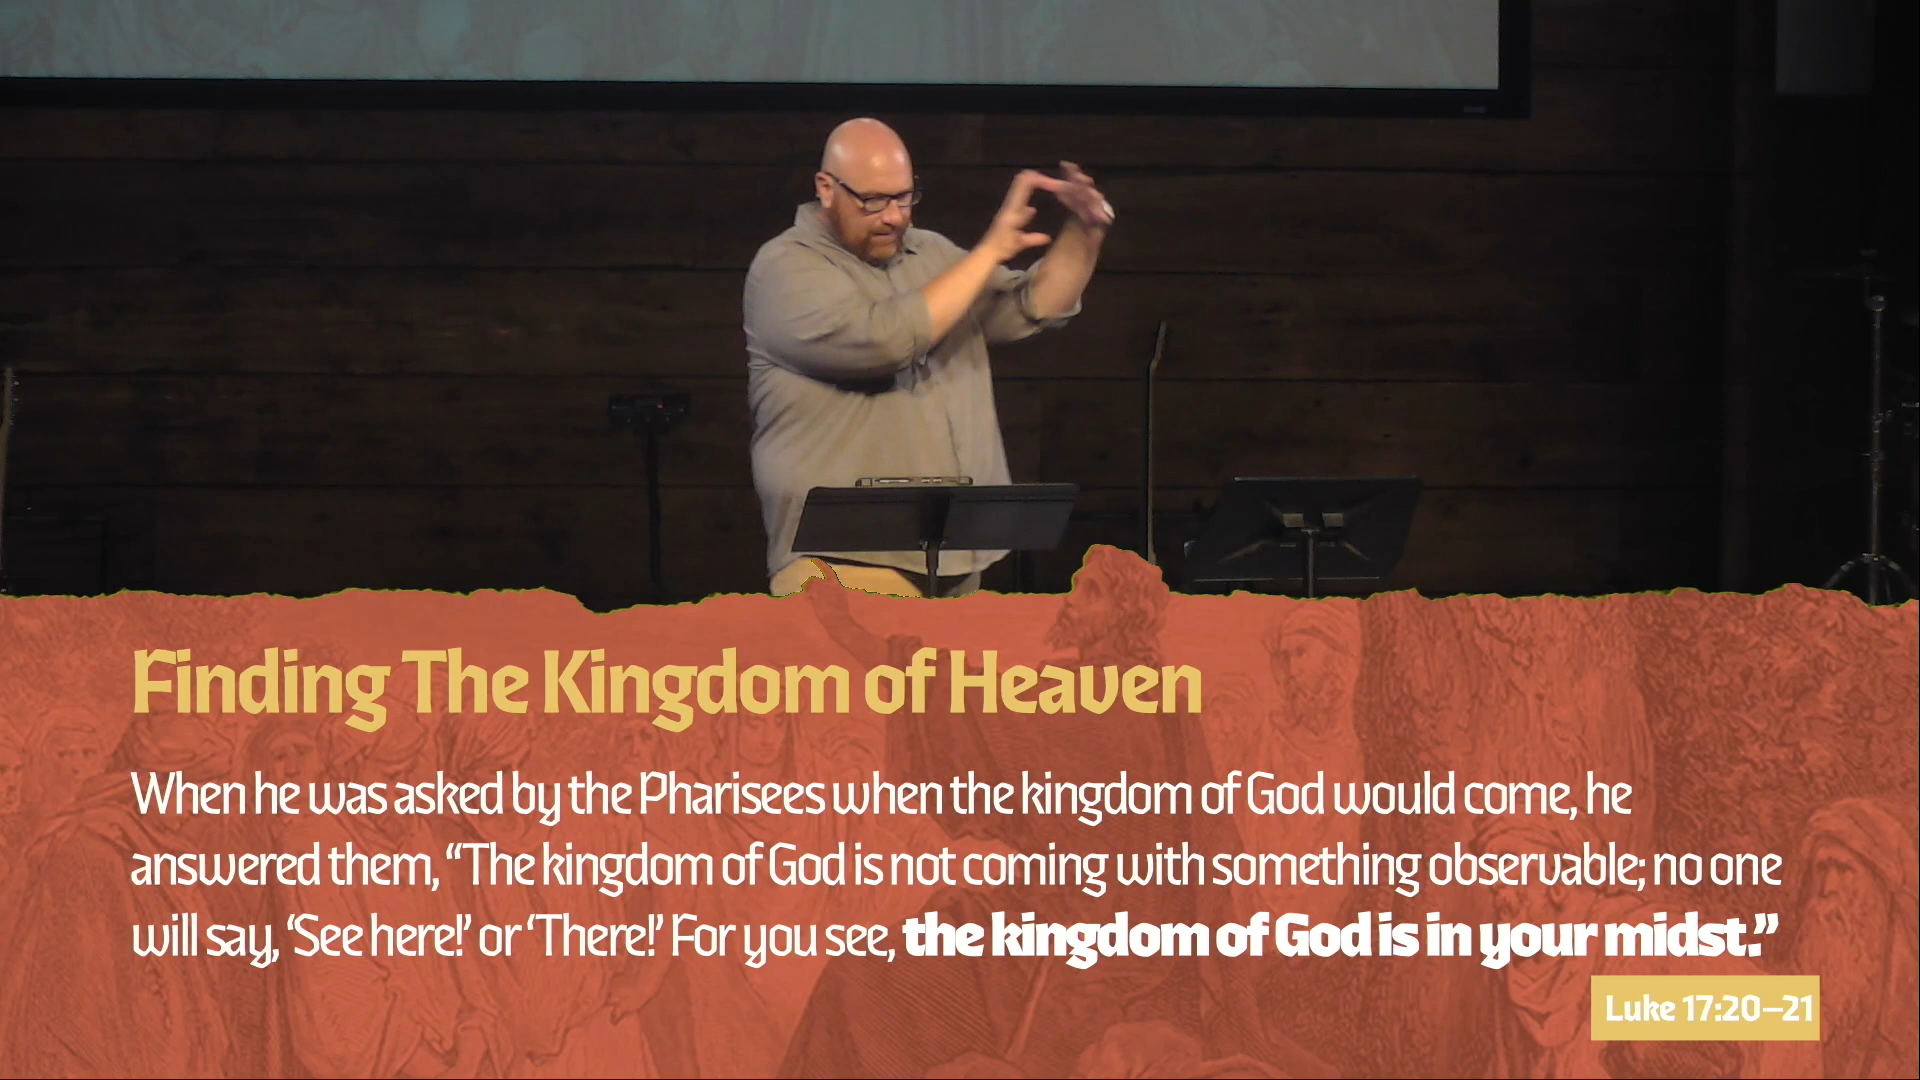 Finding The Kingdom of Heaven
When he was asked by the Pharisees when the kingdom of God would come, he
answered them, “The kingdom of God is not coming with something observable; no one
will say, ‘See here!’ or ‘There!’ For you see, the kingdom of God is in your midst.”
Luke 17:20–21